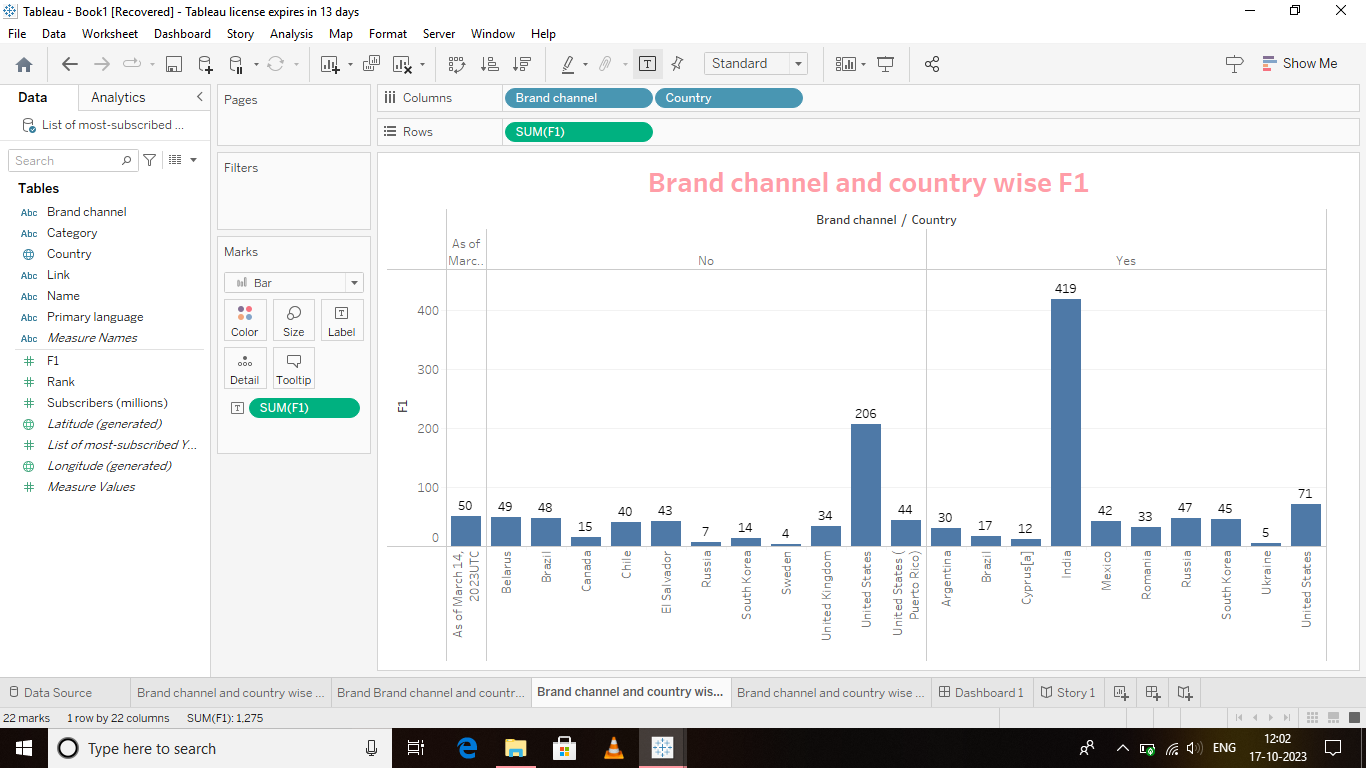 Tableau - Book1 [Recovered] - Tableau license expires in 13 days
File Data Worksheet Dashboard Story Analysis Map Format Server Window Help
Standard
Show Me
Data Analytics
List of most-subscribed ...
Search
Tables
Abc Brand channel
Abc Category
Country
Abc Link
Abc Name
Abc Primary language
Abc Measure Names
F1
Rank
Subscribers (millions)
Latitude (generated)
List of most-subscribed Y...
Longitude (generated)
Measure Values
Pages
Filters
Marks
Bar
Color Size Label
Detail Tooltip
SUM(F1)
Columns Brand channel Country
Rows SUM(F1)
Brand channel and country wise F1
Brand channel / Country
As of
Marc..
No
Yes
F1
400
300
200
100
0
50
49
48
15
40
43
7
14
4
34
206
44
30
17
12
419
42
33
47
45
5
71
As of March 14,
2023UTC
Belarus
Brazil
Canada
Chile
El Salvador
Russia
South Korea
Sweden
United Kingdom
United States
United States (
Puerto Rico)
Argentina
Brazil
Cyprus[a]
India
Mexico
Romania
Russia
South Korea
Ukraine
United States
Data Source Brand channel and country wise ... Brand Brand channel and countr... Brand channel and country wis... Brand channel and country wise ... Dashboard 1 Story 1
22 marks 1 row by 22 columns SUM(F1): 1,275
Type here to search
ENG
12:02
17-10-2023